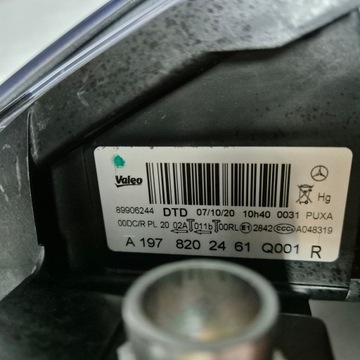 Valeo
Hg
89906244 DTD 07/10/20 10h40 0031 PUXA
00DC/R PL 20 02A 011b 00RL E1 2842 CCC A048319
A 197 820 24 61 Q001 R